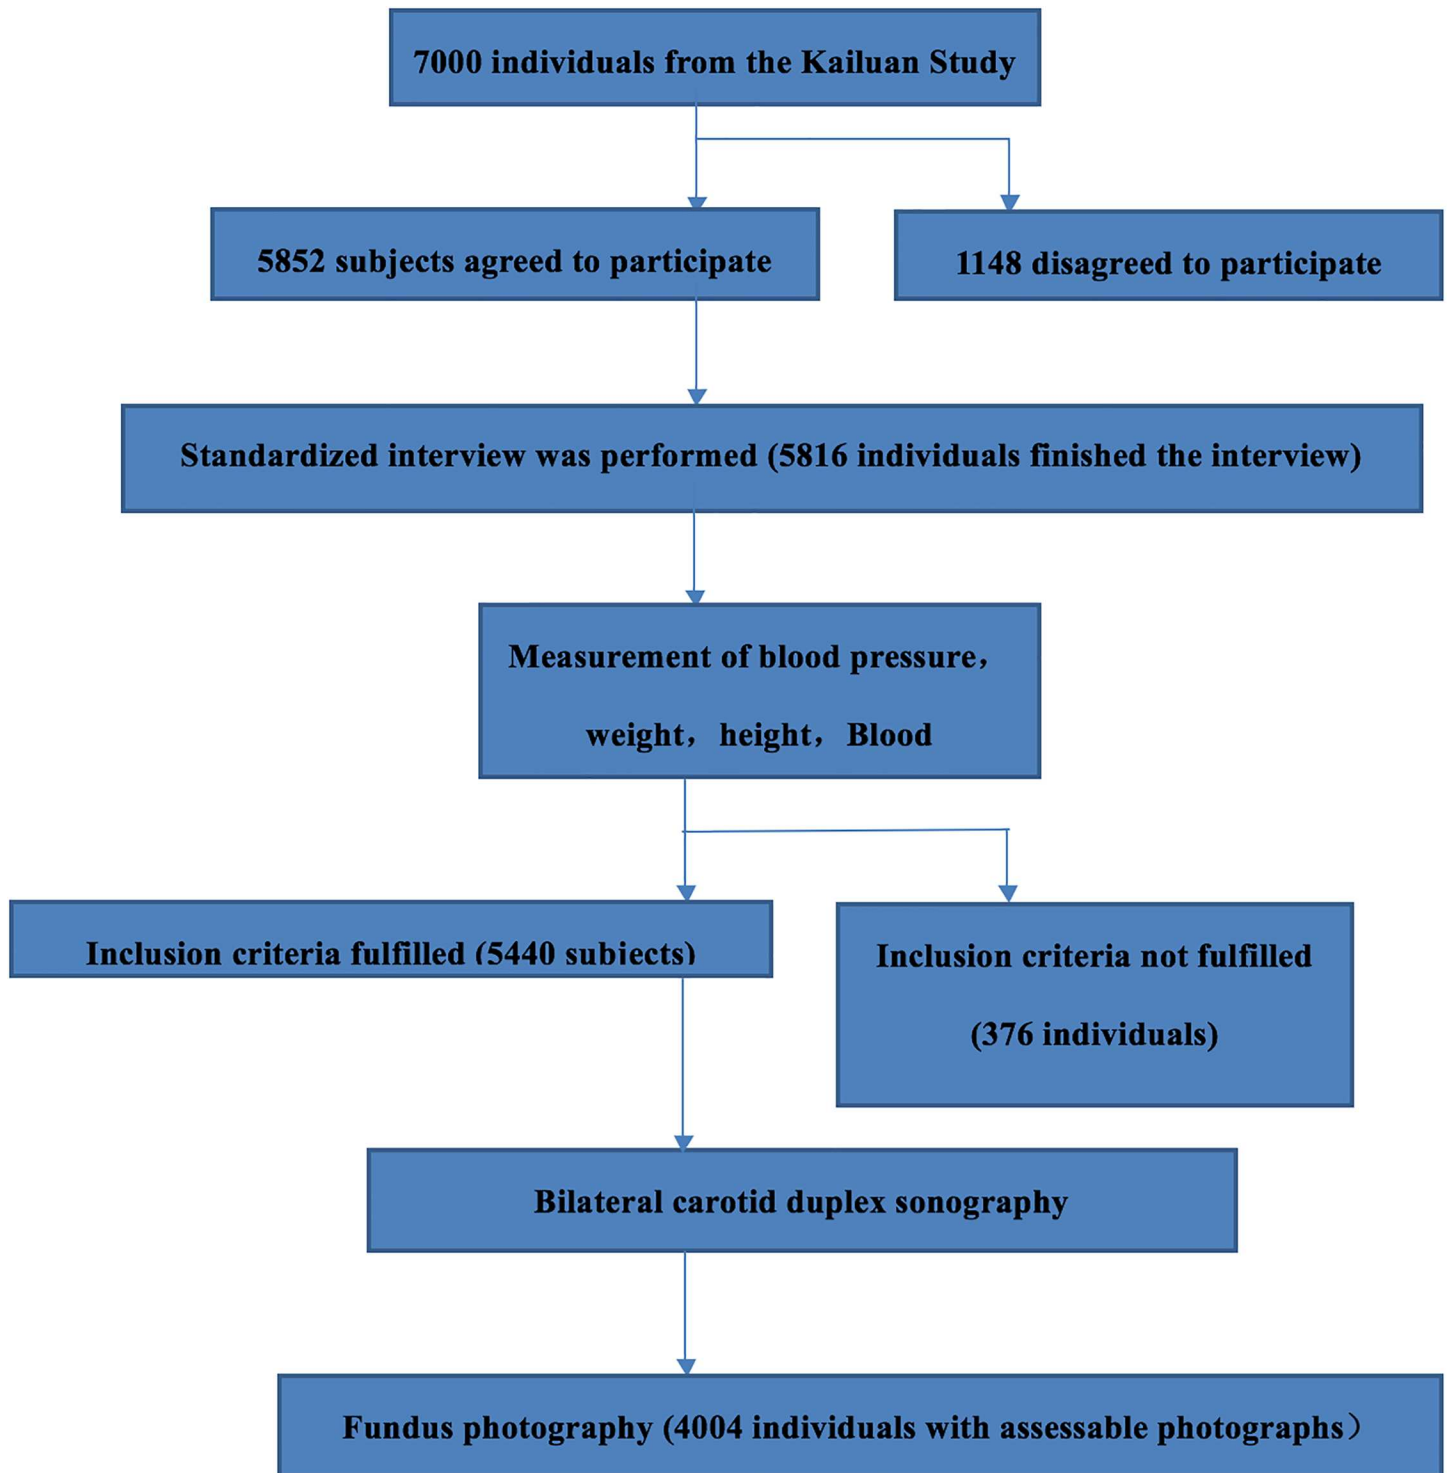 7000 individuals from the Kailuan Study
5852 subjects agreed to participate
1148 disagreed to participate
Standardized interview was performed (5816 individuals finished the interview)
Measurement of blood pressure，
weight，height，Blood
Inclusion criteria fulfilled (5440 subjects)
Inclusion criteria not fulfilled
(376 individuals)
Bilateral carotid duplex sonography
Fundus photography (4004 individuals with assessable photographs）